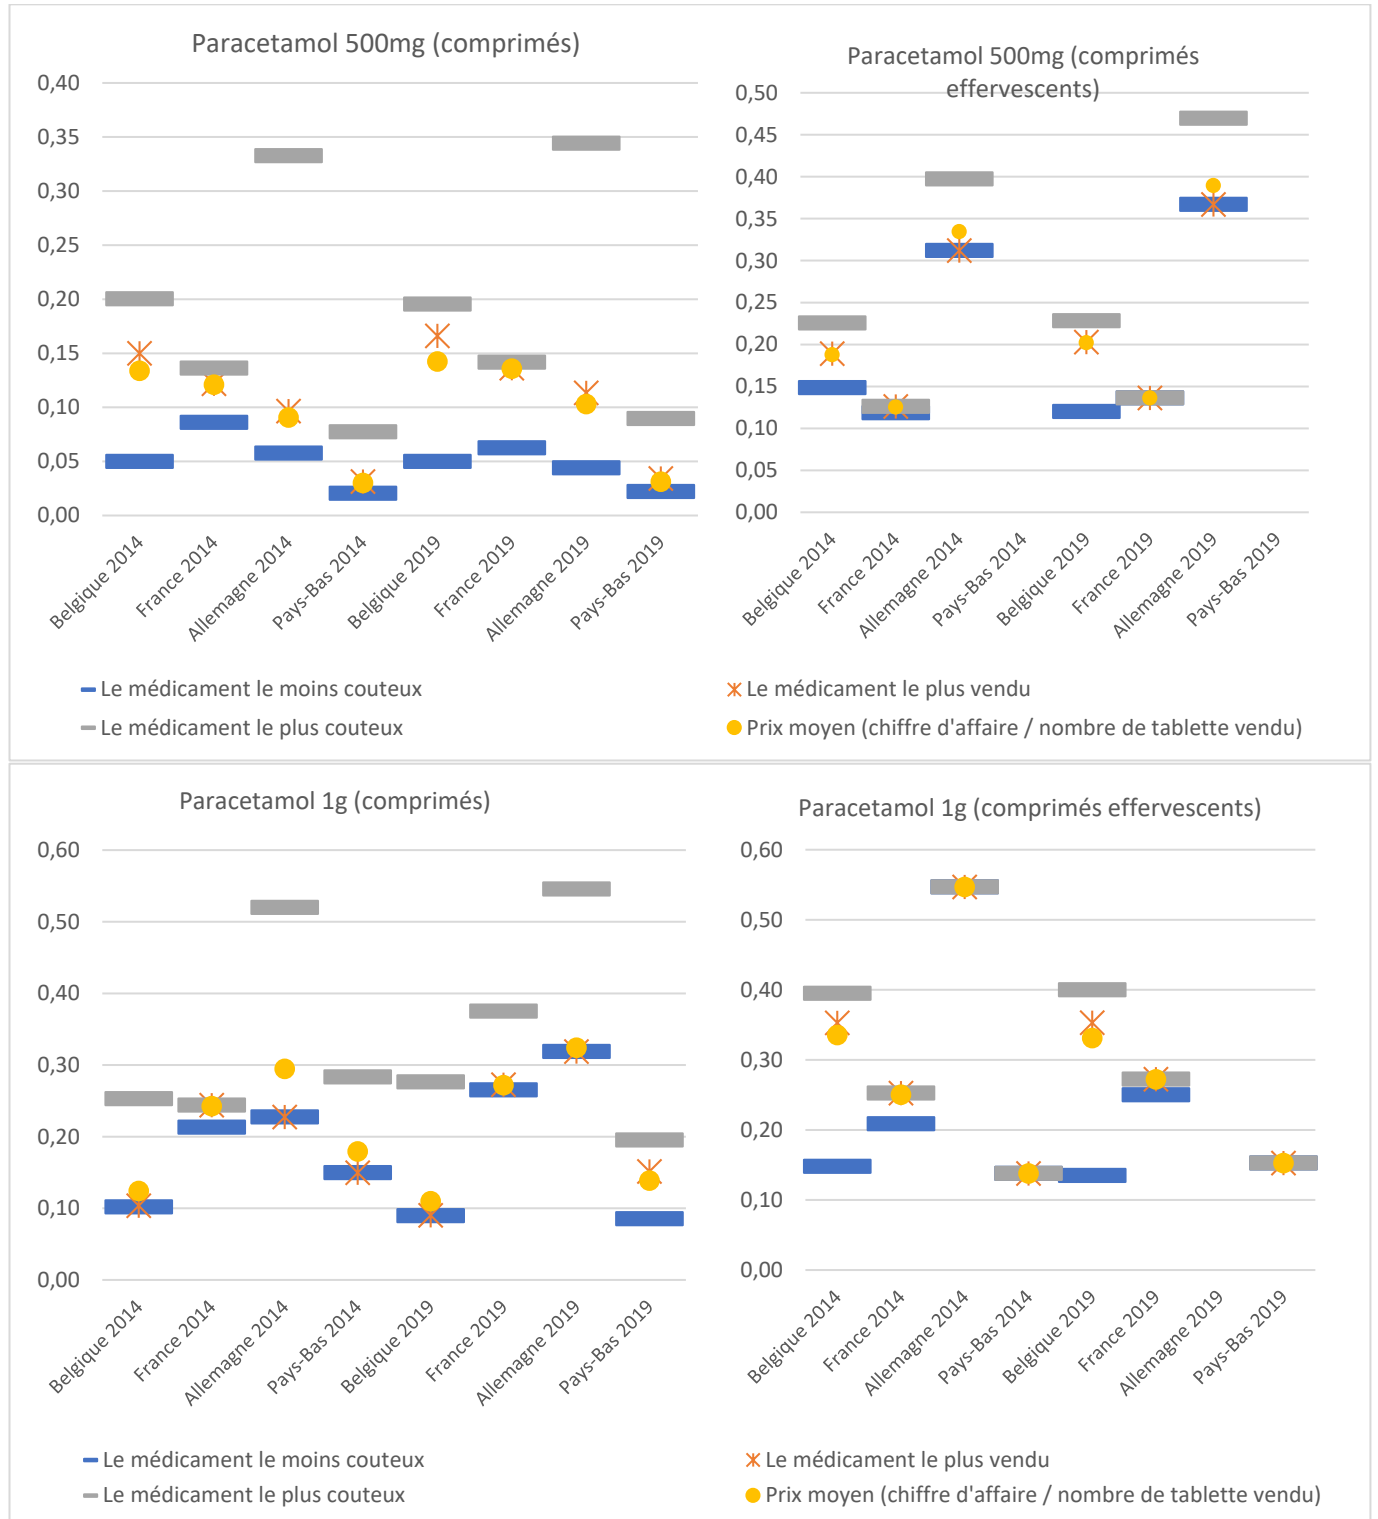 Paracetamol 500mg (comprimés)
0,40
0,35
0,30
0,25
0,20
0,15
0,10
0,05
0,00
Belgique 2014
France 2014
Allemagne 2014
Pays-Bas 2014
Belgique 2019
France 2019
Allemagne 2019
Pays-Bas 2019
Paracetamol 500mg (comprimés
effervescents)
0,50
0,45
0,40
0,35
0,30
0,25
0,20
0,15
0,10
0,05
0,00
Belgique 2014
France 2014
Allemagne 2014
Pays-Bas 2014
Belgique 2019
France 2019
Allemagne 2019
Pays-Bas 2019
Le médicament le moins couteux
Le médicament le plus vendu
Le médicament le plus couteux
Prix moyen (chiffre d'affaire / nombre de tablette vendu)
Paracetamol 1g (comprimés)
0,60
0,50
0,40
0,30
0,20
0,10
0,00
Belgique 2014
France 2014
Allemagne 2014
Pays-Bas 2014
Belgique 2019
France 2019
Allemagne 2019
Pays-Bas 2019
Paracetamol 1g (comprimés effervescents)
0,60
0,50
0,40
0,30
0,20
0,10
0,00
Belgique 2014
France 2014
Allemagne 2014
Pays-Bas 2014
Belgique 2019
France 2019
Allemagne 2019
Pays-Bas 2019
Le médicament le moins couteux
Le médicament le plus vendu
Le médicament le plus couteux
Prix moyen (chiffre d'affaire / nombre de tablette vendu)